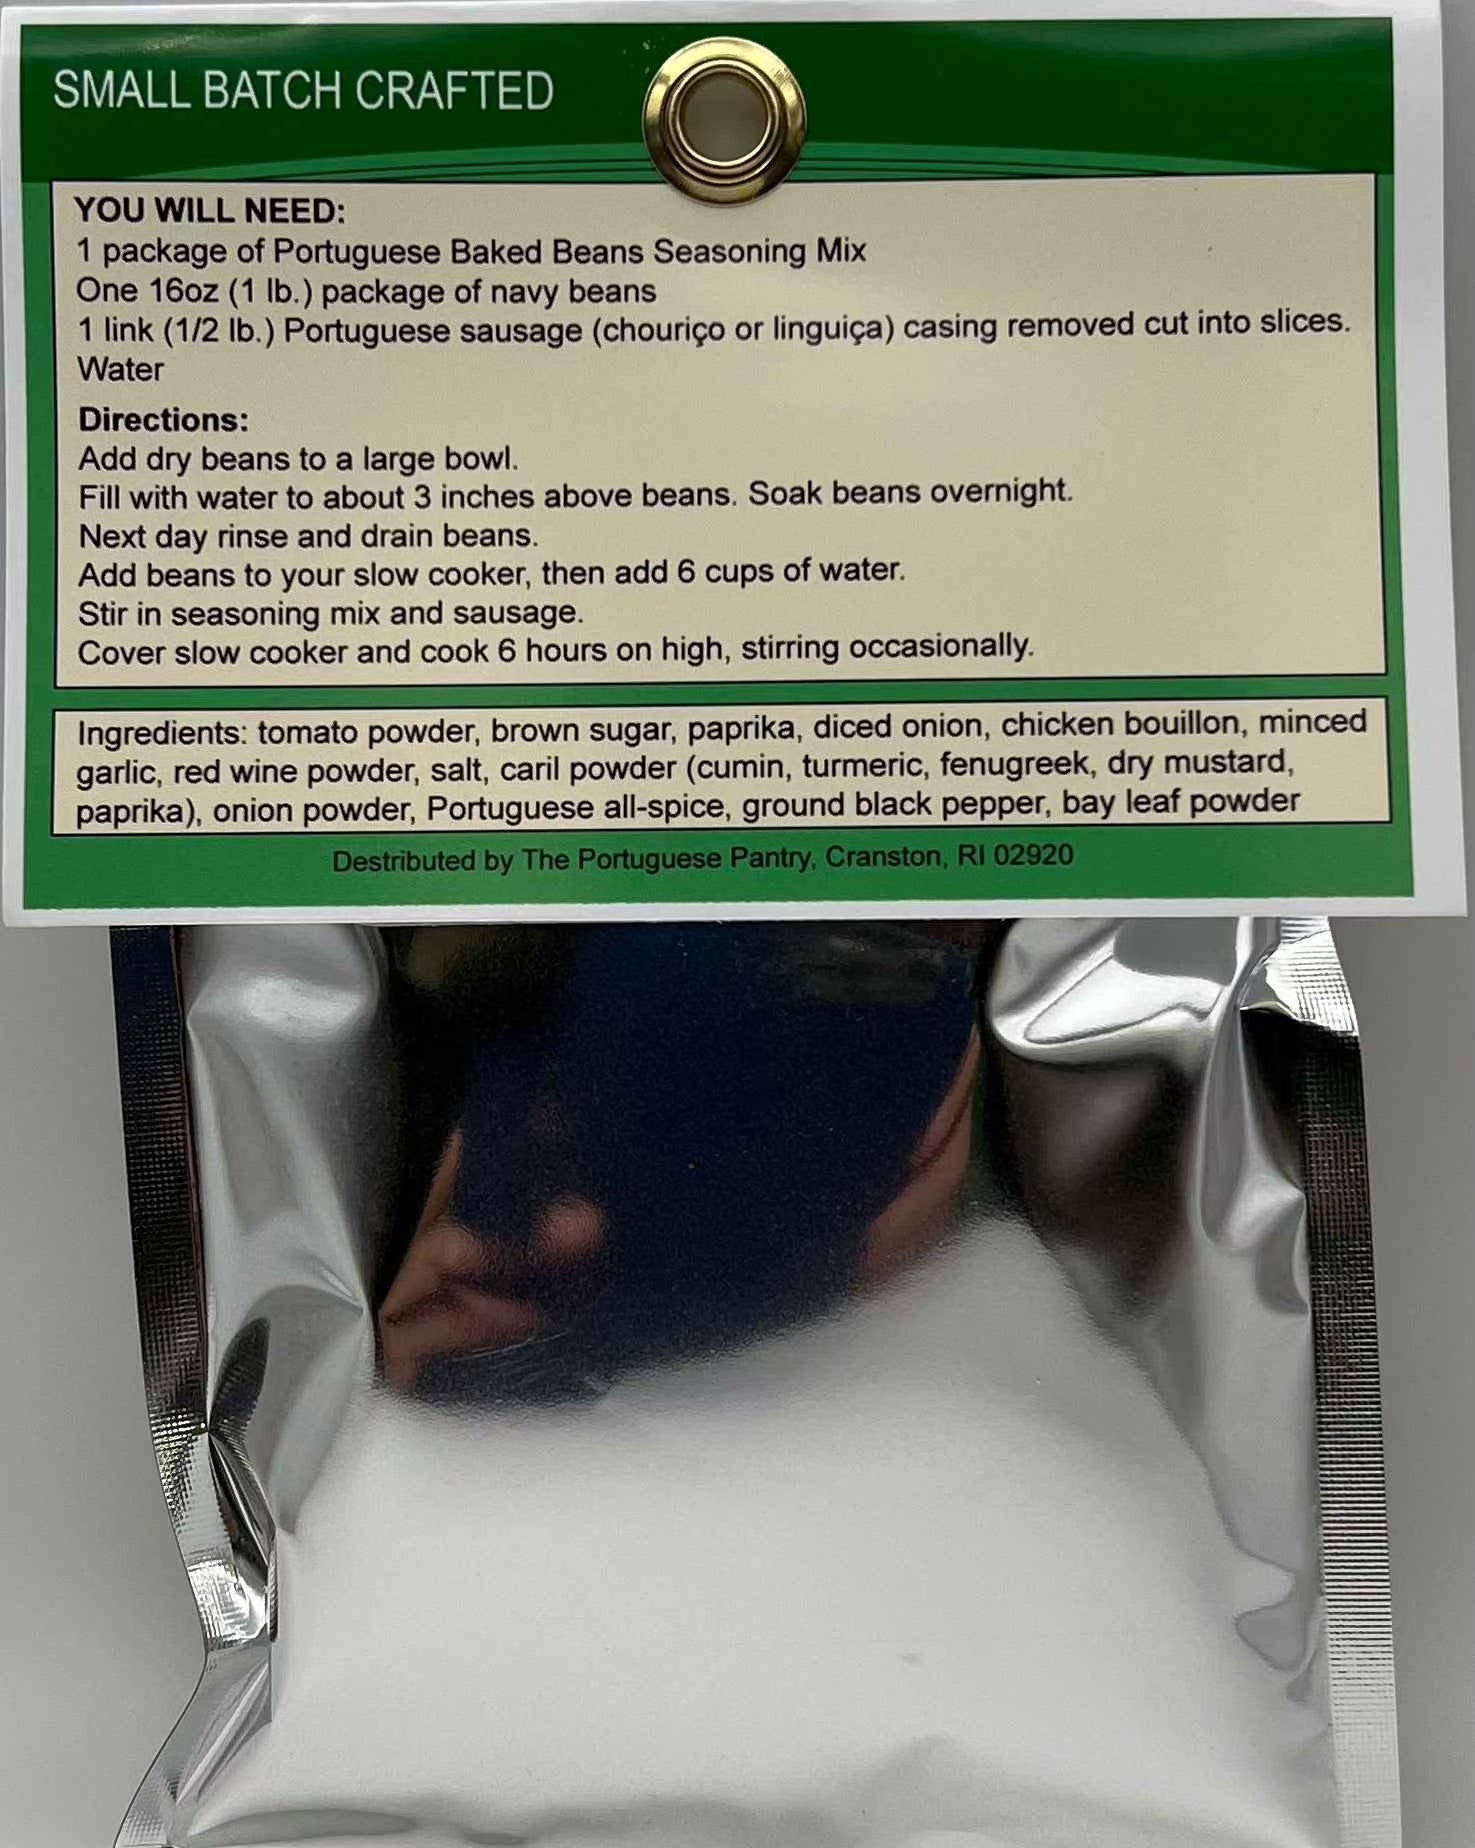 SMALL BATCH CRAFTED
YOU WILL NEED:
1 package of Portuguese Baked Beans Seasoning Mix
One 16oz (1 lb.) package of navy beans
1 link (1/2 lb.) Portuguese sausage (chouriço or linguiça) casing removed cut into slices.
Water
Directions:
Add dry beans to a large bowl.
Fill with water to about 3 inches above beans. Soak beans overnight.
Next day rinse and drain beans.
Add beans to your slow cooker, then add 6 cups of water.
Stir in seasoning mix and sausage.
Cover slow cooker and cook 6 hours on high, stirring occasionally.
Ingredients: tomato powder, brown sugar, paprika, diced onion, chicken bouillon, minced
garlic, red wine powder, salt, caril powder (cumin, turmeric, fenugreek, dry mustard,
paprika), onion powder, Portuguese all-spice, ground black pepper, bay leaf powder
Destributed by The Portuguese Pantry, Cranston, RI 02920